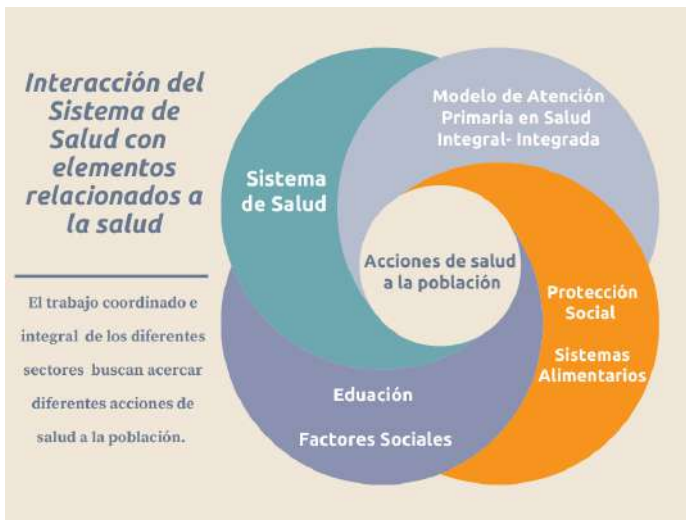 Interacción del
Sistema de
Salud con
elementos
relacionados a
la salud
El trabajo coordinado e
integral de los diferentes
sectores buscan acercar
diferentes acciones de
salud a la población.
Sistema
de Salud
Modelo de Atención
Primaria en Salud
Integral- Integrada
Acciones de salud
a la población
Protección
Social
Sistemas
Alimentarios
Eduación
Factores Sociales